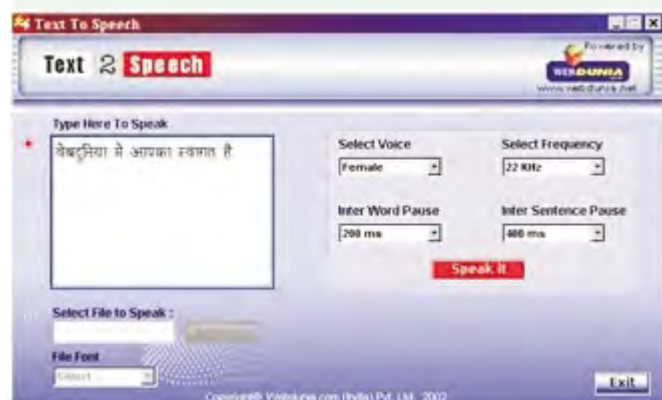 Text To Speech
Text 2 Speech
Powered by
WEBDUNIA
www.webdunia.net
Type Here To Speak
वेबदुनिया मे आपका स्वागत है
Select Voice
Select Frequency
Female
22 KHz
Inter Word Pause
Inter Sentence Pause
200 ms
400 ms
Speak It
Select File to Speak :
File Font
Select
Exit
Copyright© Webdunia.com (India) Pvt. Ltd. 2002